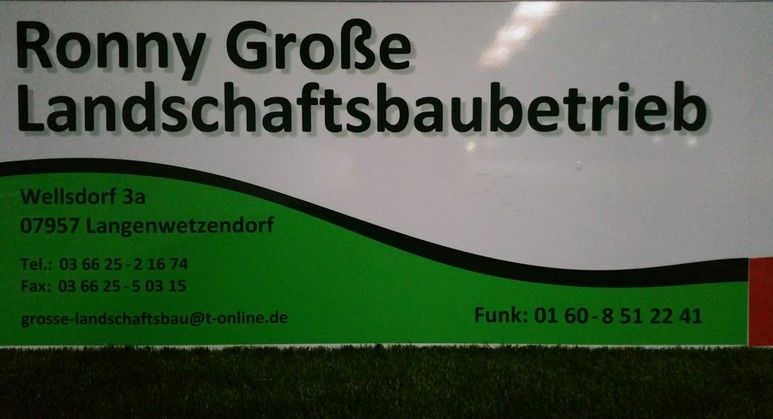 Ronny Große
Landschaftsbaubetrieb
Wellsdorf 3a
07957 Langenwetzendorf
Tel.: 03 66 25 - 2 16 74
Fax: 03 66 25 - 5 03 15
grosse-landschaftsbau@t-online.de
Funk: 01 60 - 8 51 22 41